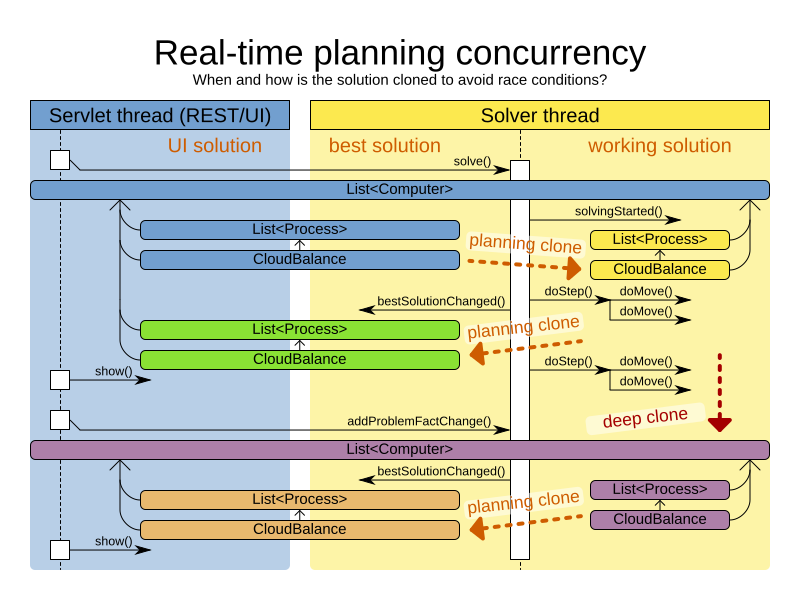 Real-time planning concurrency
When and how is the solution cloned to avoid race conditions?
Servlet thread (REST/UI)
Solver thread
UI solution
best solution
working solution
solve()
List<Computer>
solvingStarted()
List<Process>
planning clone
List<Process>
CloudBalance
CloudBalance
doStep()
doMove()
bestSolutionChanged()
doMove()
List<Process>
planning clone
CloudBalance
doStep()
doMove()
show()
doMove()
addProblemFactChange()
deep clone
List<Computer>
bestSolutionChanged()
List<Process>
List<Process>
planning clone
CloudBalance
CloudBalance
show()